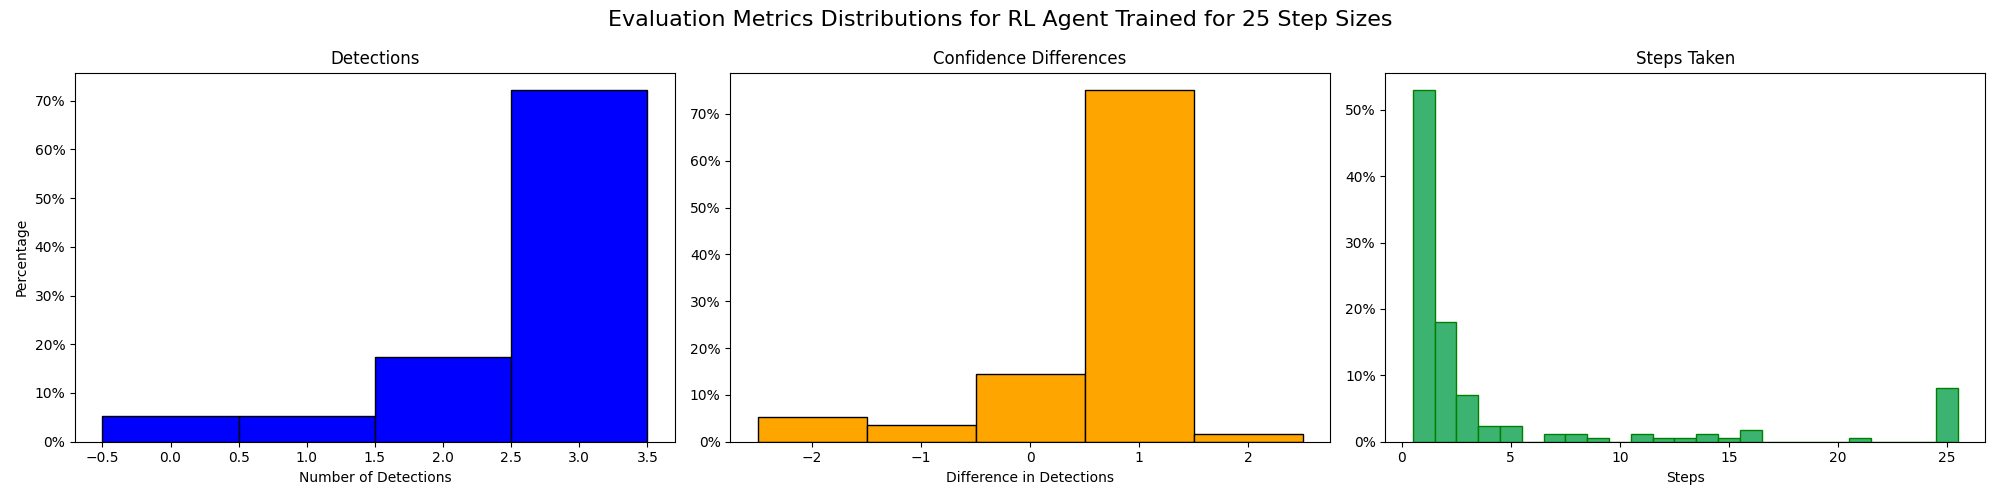 Evaluation Metrics Distributions for RL Agent Trained for 25 Step Sizes
Detections
70%
60%
50%
40%
30%
20%
10%
0%
Percentage
−0.5 0.0 0.5 1.0 1.5 2.0 2.5 3.0 3.5
Number of Detections
Confidence Differences
70%
60%
50%
40%
30%
20%
10%
0%
−2 −1 0 1 2
Difference in Detections
Steps Taken
50%
40%
30%
20%
10%
0%
0 5 10 15 20 25
Steps